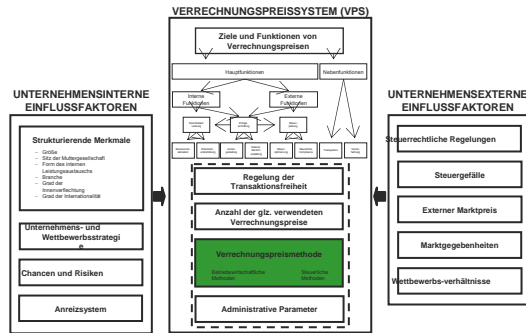 VERRECHNUNGSPREISSYSTEM (VPS)
Ziele und Funktionen von
Verrechnungspreisen
Hauptfunktionen
Nebenfunktionen
Interne
Funktionen
Externe
Funktionen
Regelung der
Transaktionsfreiheit
Anzahl der glz. verwendeten
Verrechnungspreise
Verrechnungspreismethode
Betriebswirtschaftliche
Methoden
Steuerliche
Methoden
Administrative Parameter
UNTERNEHMENSINTERNE
EINFLUSSFAKTOREN
Strukturierende Merkmale
- Größe
- Sitz der Muttergesellschaft
- Form des internen
Leistungsaustauschs
- Branche
- Grad der
Innenverflechtung
- Grad der Internationalität
Unternehmens- und
Wettbewerbsstrategi
e
Chancen und Risiken
Anreizsystem
UNTERNEHMENSEXTERNE
EINFLUSSFAKTOREN
Steuerrechtliche Regelungen
Steuergefälle
Externer Marktpreis
Marktgegebenheiten
Wettbewerbs-verhältnisse